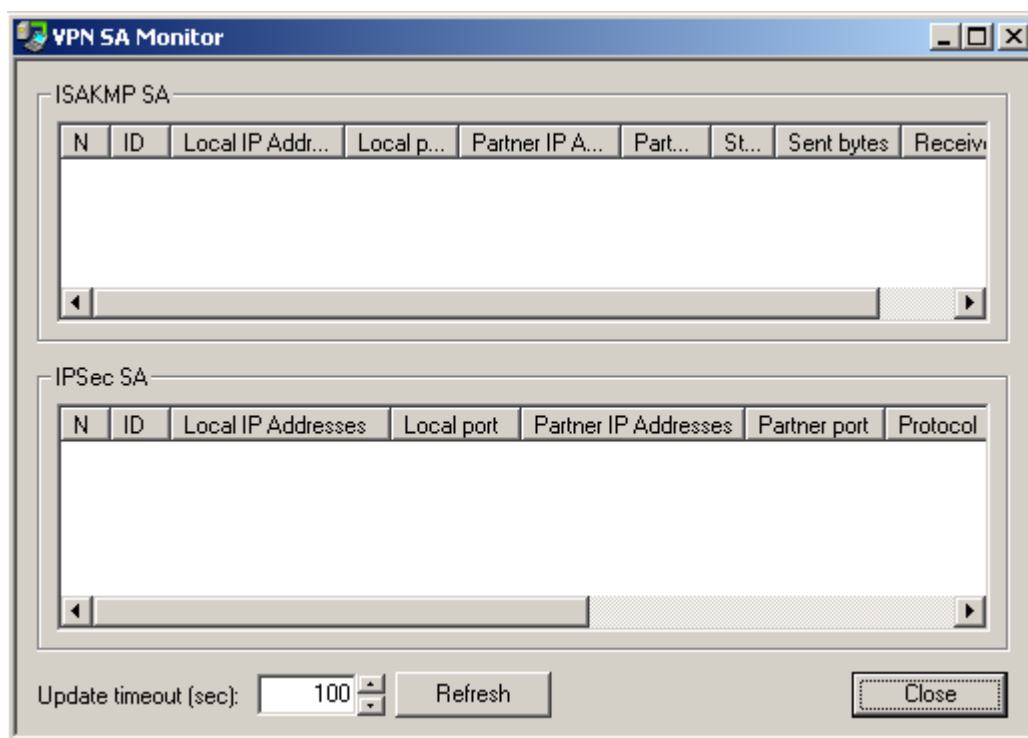 VPN SA Monitor
ISAKMP SA
N ID Local IP Addr... Local p... Partner IP A... Part... St... Sent bytes Receiv
IPSec SA
N ID Local IP Addresses Local port Partner IP Addresses Partner port Protocol
Update timeout (sec): 100 Refresh Close